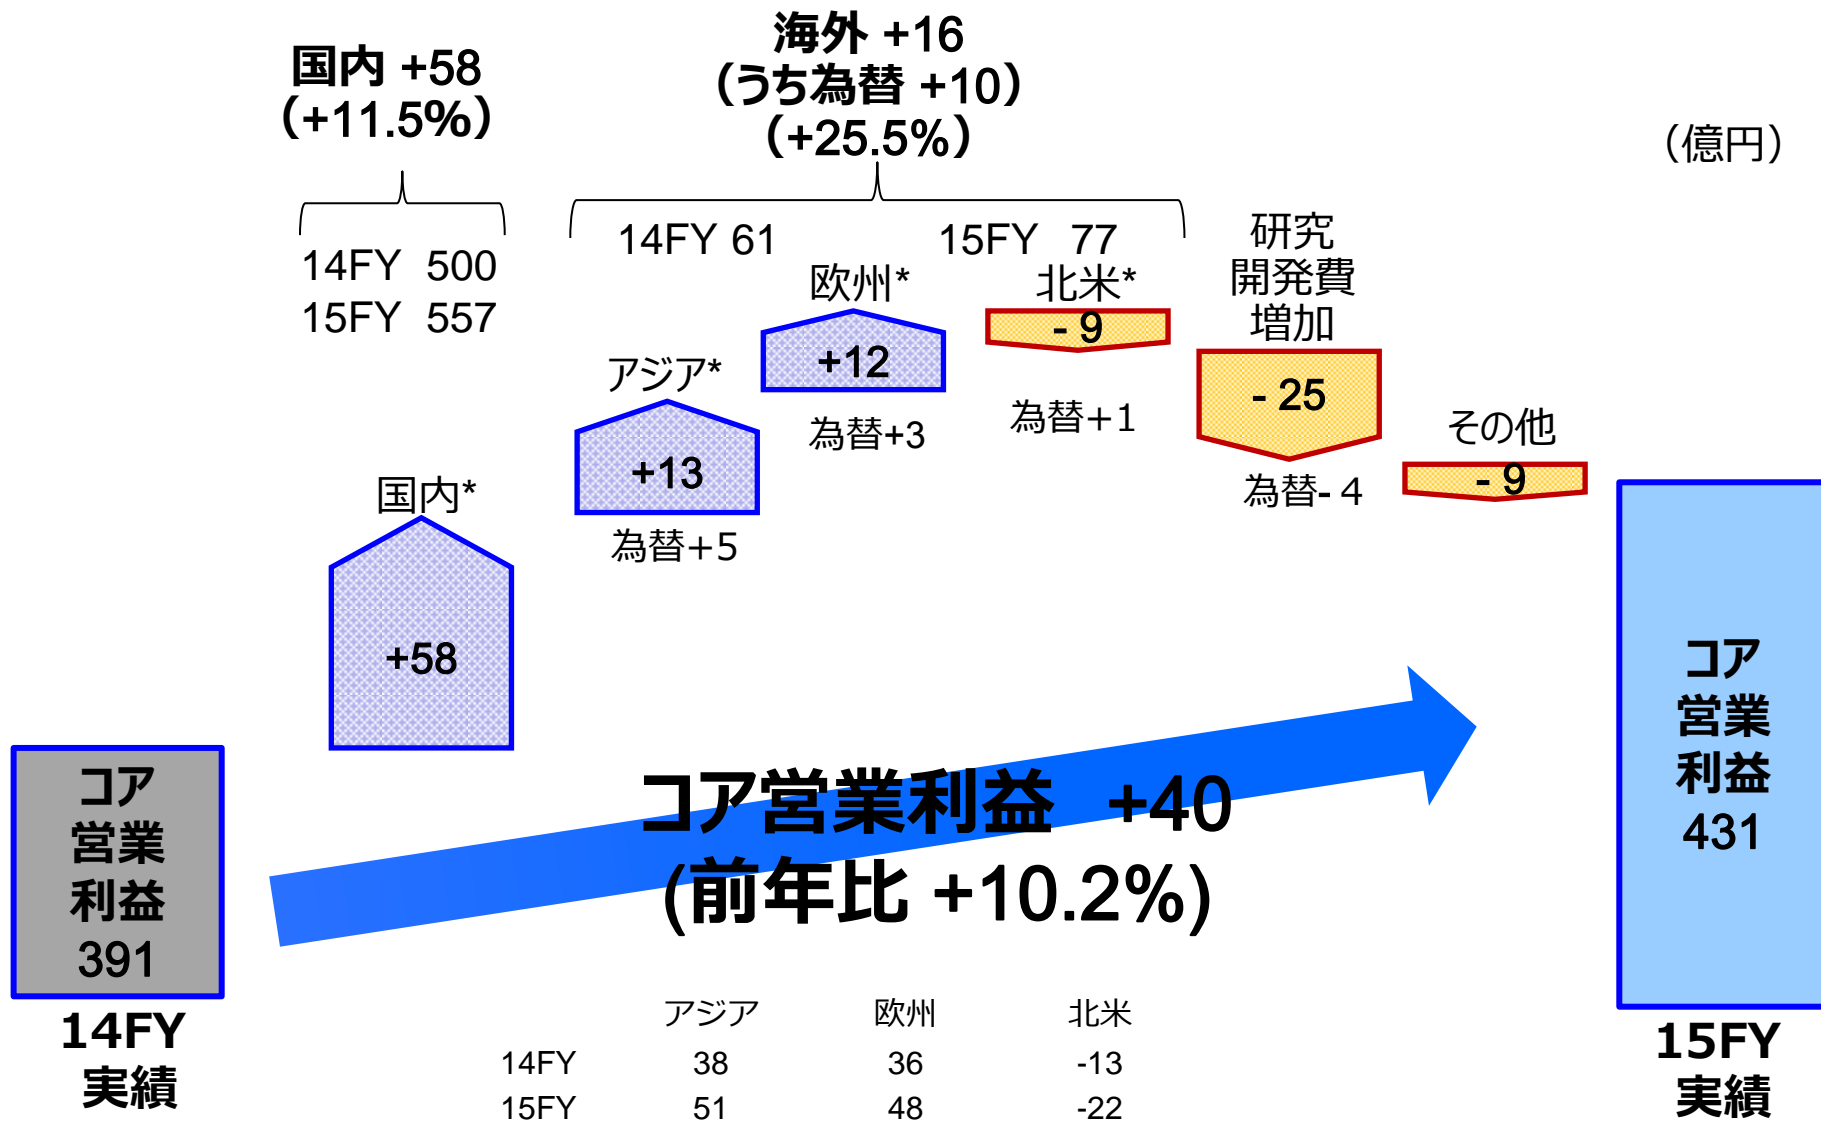 国内 +58
（+11.5%）
海外 +16
（うち為替 +10）
（+25.5%）
（億円）
14FY 500
15FY 557
14FY 61
15FY 77
国内*
+58
アジア*
+13
為替+5
欧州*
+12
為替+3
北米*
- 9
為替+1
研究
開発費
増加
- 25
為替- 4
その他
- 9
コア
営業
利益
391
14FY
実績
コア営業利益 +40
(前年比 +10.2%)
コア
営業
利益
431
15FY
実績
アジア 欧州 北米
14FY 38 36 -13
15FY 51 48 -22